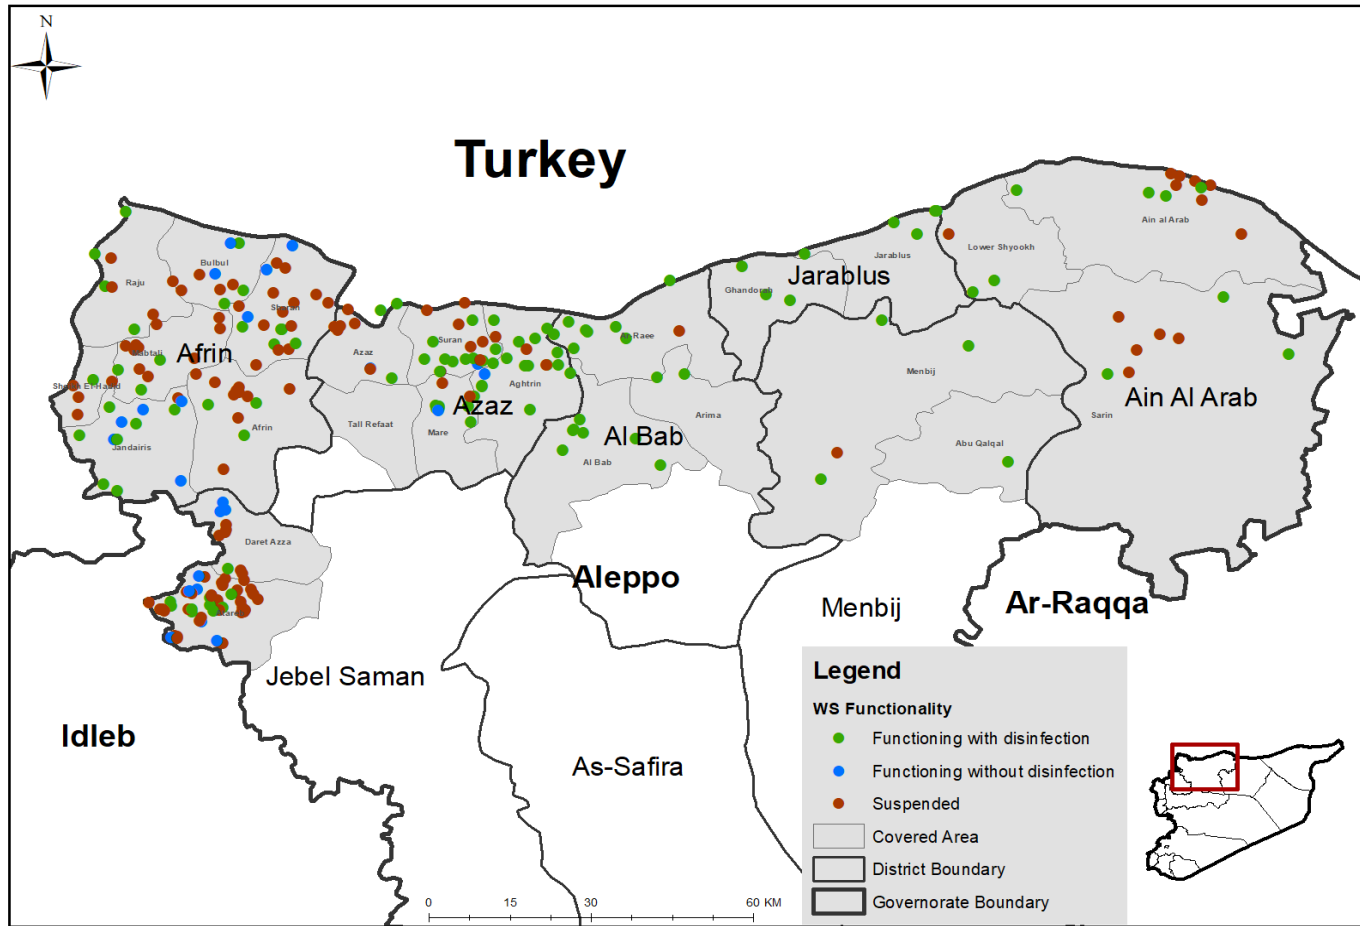 N
Turkey
Ain al Arab
Lower Shyookh
Jarablus
Bulbul
Raju
Jarablus
Ghandorah
Sharan
Suran
Al-Raee
Afrin
Azaz
Menbij
Sheikh El-Hadid
Aghtrin
Ain Al Arab
Azaz
Arima
Sarin
Afrin
Tall Refaat
Mare
Al Bab
Jandairis
Al Bab
Abu Qalqal
Daret Azza
Aleppo
Menbij
Ar-Raqqa
Jebel Saman
Idleb
As-Safira
Legend
WS Functionality
Functioning with disinfection
Functioning without disinfection
Suspended
Covered Area
District Boundary
Governorate Boundary
0 15 30 60 KM